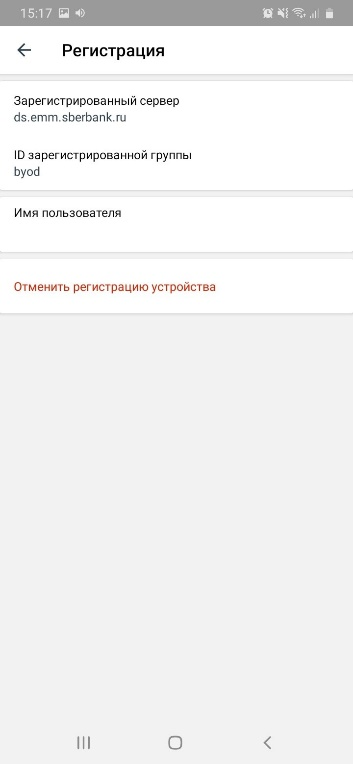 15:17
Регистрация
Зарегистрированный сервер
ds.emm.sberbank.ru
ID зарегистрированной группы
byod
Имя пользователя
Отменить регистрацию устройства